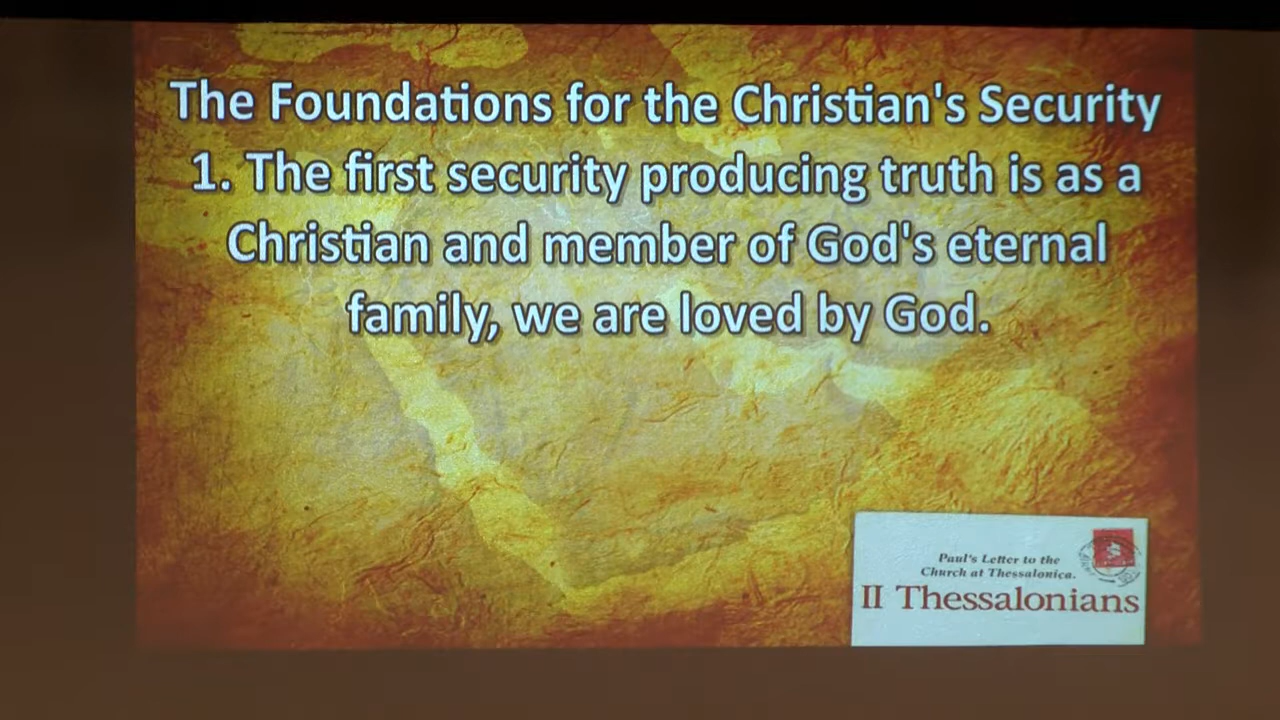 The Foundations for the Christian's Security
1. The first security producing truth is as a
Christian and member of God's eternal
family, we are loved by God.
Paul's Letter to the
Church at Thessalonica.
II Thessalonians